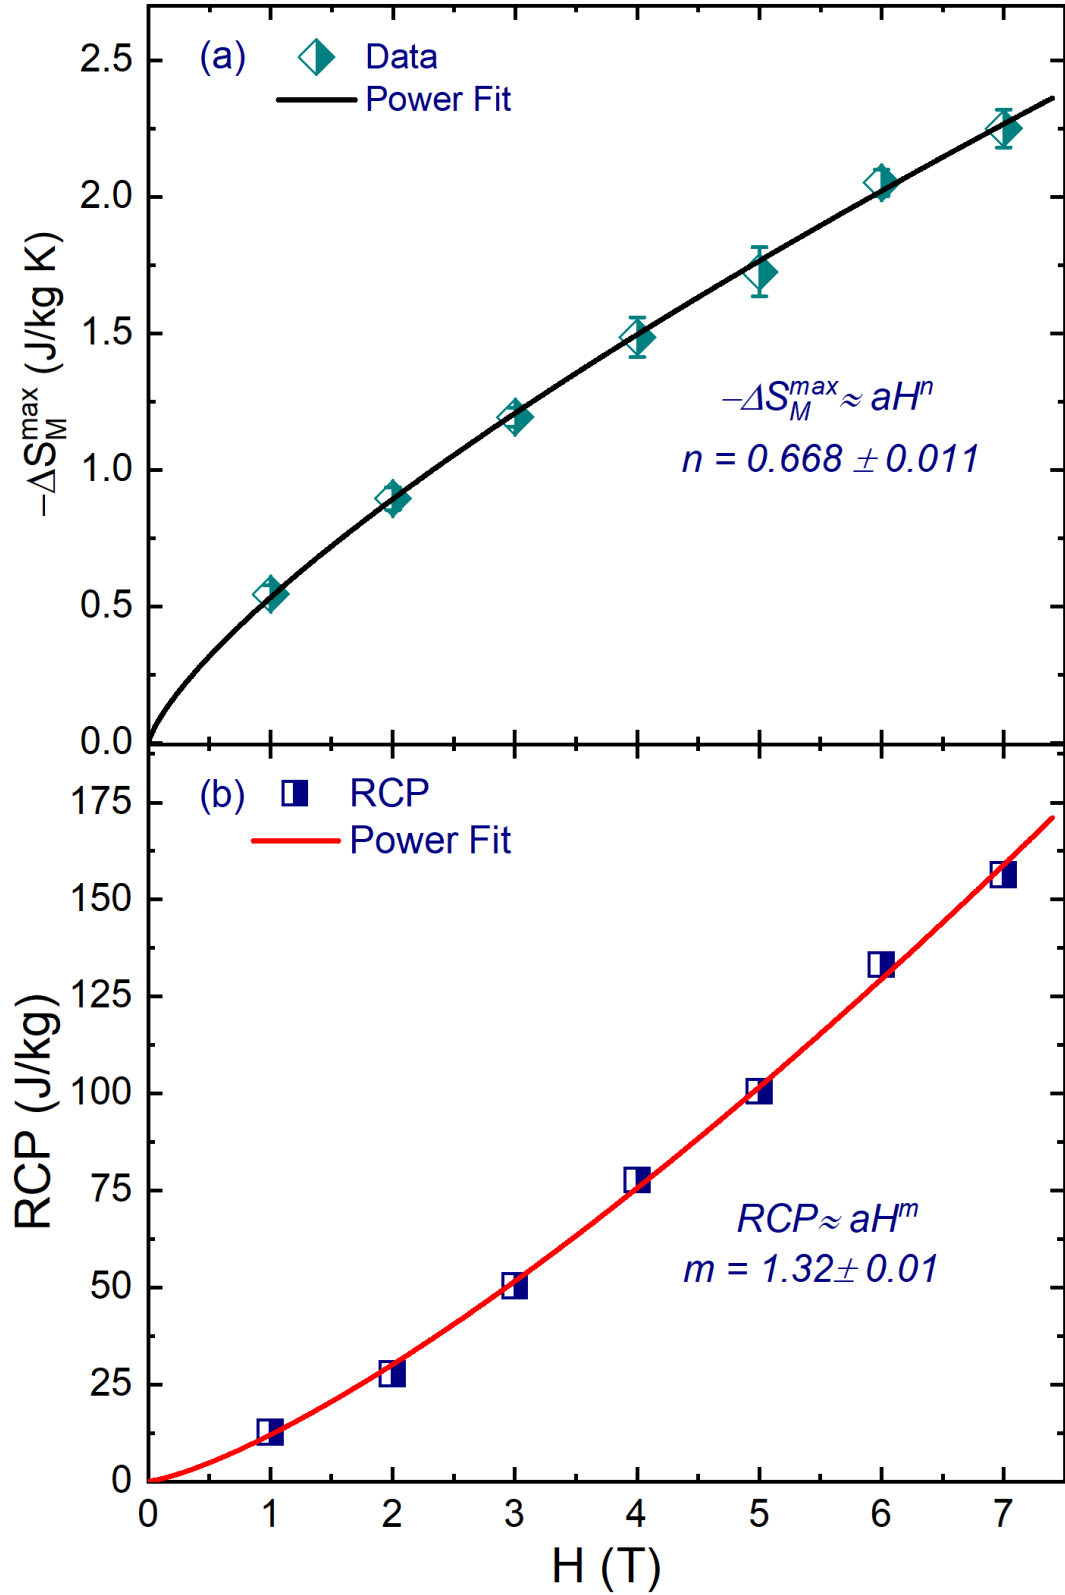 (a) Data
Power Fit
2.5
2.0
1.5
1.0
0.5
0.0
−ΔS_M^max (J/kg K)
−ΔS_M^max ≈ aH^n
n = 0.668 ± 0.011
(b) RCP
Power Fit
175
150
125
100
75
50
25
0
RCP (J/kg)
RCP ≈ aH^m
m = 1.32± 0.01
0 1 2 3 4 5 6 7
H (T)